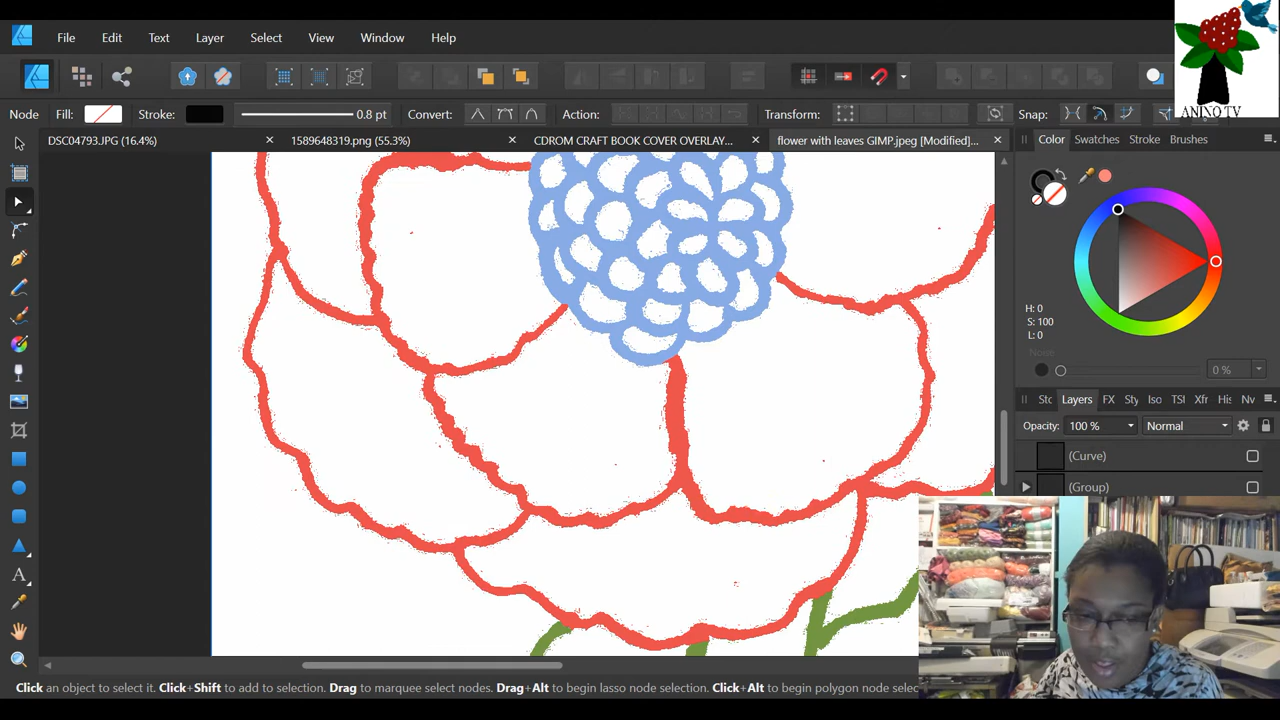 ANINOTV
File Edit Text Layer Select View Window Help
Node Fill: Stroke: 0.8 pt Convert: Action: Transform: Snap:
DSC04793.JPG (16.4%) × 1589648319.png (55.3%) × CDROM CRAFT BOOK COVER OVERLAY... × flower with leaves GIMP.jpeg [Modified]... ×
Color Swatches Stroke Brushes
H: 0
S: 100
L: 0
None
0 %
Stc Layers FX Sty Iso TSI Xfr His Nv
Opacity: 100 % Normal
(Curve)
(Group)
Click an object to select it. Click+Shift to add to selection. Drag to marquee select nodes. Drag+Alt to begin lasso node selection. Click+Alt to begin polygon node selec